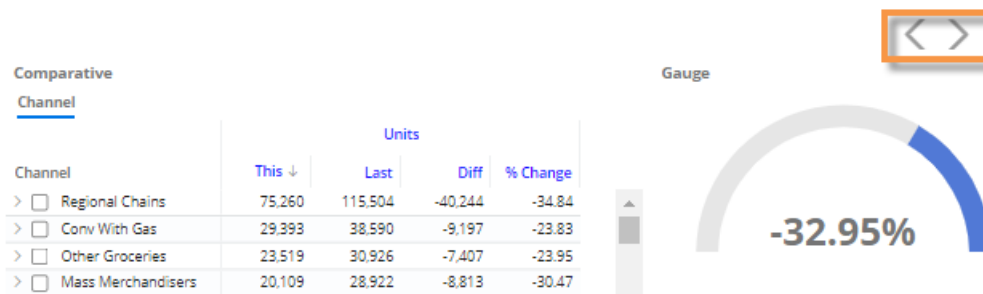 Comparative
Gauge
Channel
Units
Channel This ↓ Last Diff % Change
Regional Chains 75,260 115,504 -40,244 -34.84
Conv With Gas 29,393 38,590 -9,197 -23.83
Other Groceries 23,519 30,926 -7,407 -23.95
Mass Merchandisers 20,109 28,922 -8,813 -30.47
-32.95%